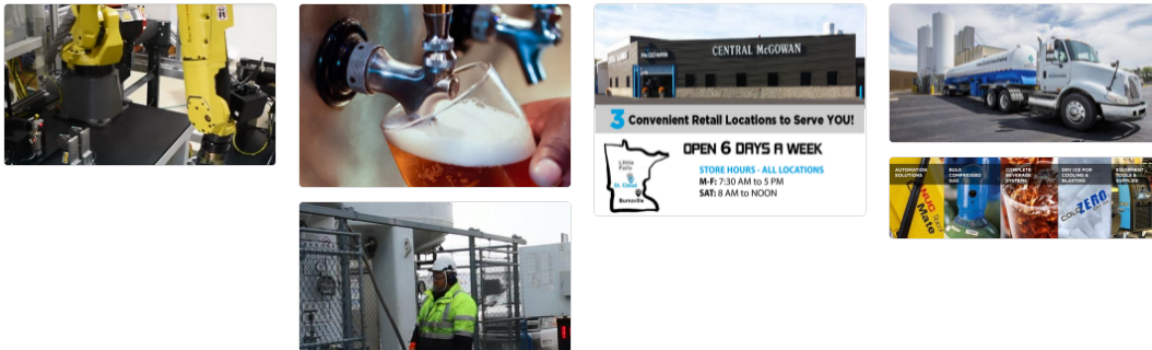 CENTRAL McGOWAN
3 Convenient Retail Locations to Serve YOU!
OPEN 6 DAYS A WEEK
STORE HOURS - ALL LOCATIONS
M-F: 7:30 AM to 5 PM
SAT: 8 AM to NOON
Little
Falls
St. Cloud
Burnsville
AUTOMATION
SOLUTIONS
BULK
COMPRESSED
GAS
COMPLETE
BEVERAGE
SYSTEMS
DRY ICE FOR
COOLING &
BLASTING
EQUIPMENT
TOOLS &
SUPPLIES
Mate
COLD
ZERO